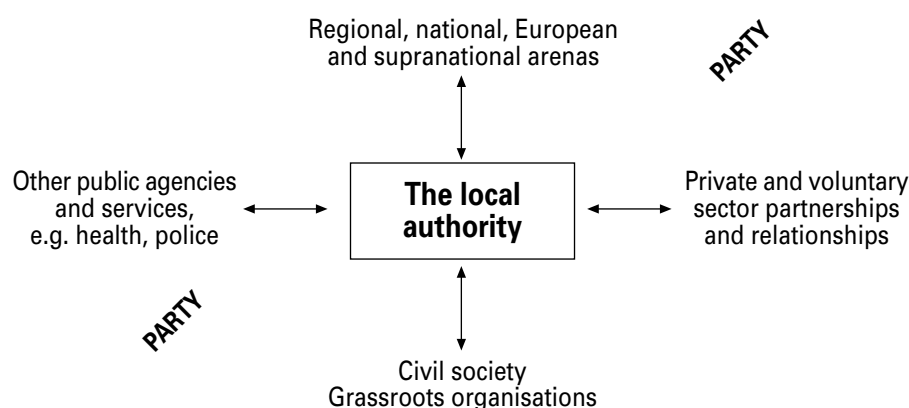 Regional, national, European
and supranational arenas
PARTY
Other public agencies
and services,
e.g. health, police
The local
authority
Private and voluntary
sector partnerships
and relationships
PARTY
Civil society
Grassroots organisations